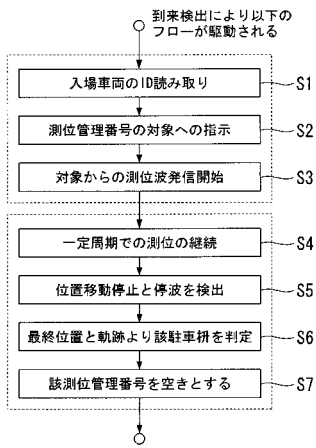 到来検出により以下の
フローが駆動される
入場車両のID読み取り
S1
測位管理番号の対象への指示
S2
対象からの測位波発信開始
S3
一定周期での測位の継続
S4
位置移動停止と停波を検出
S5
最終位置と軌跡より該駐車枡を判定
S6
該測位管理番号を空きとする
S7